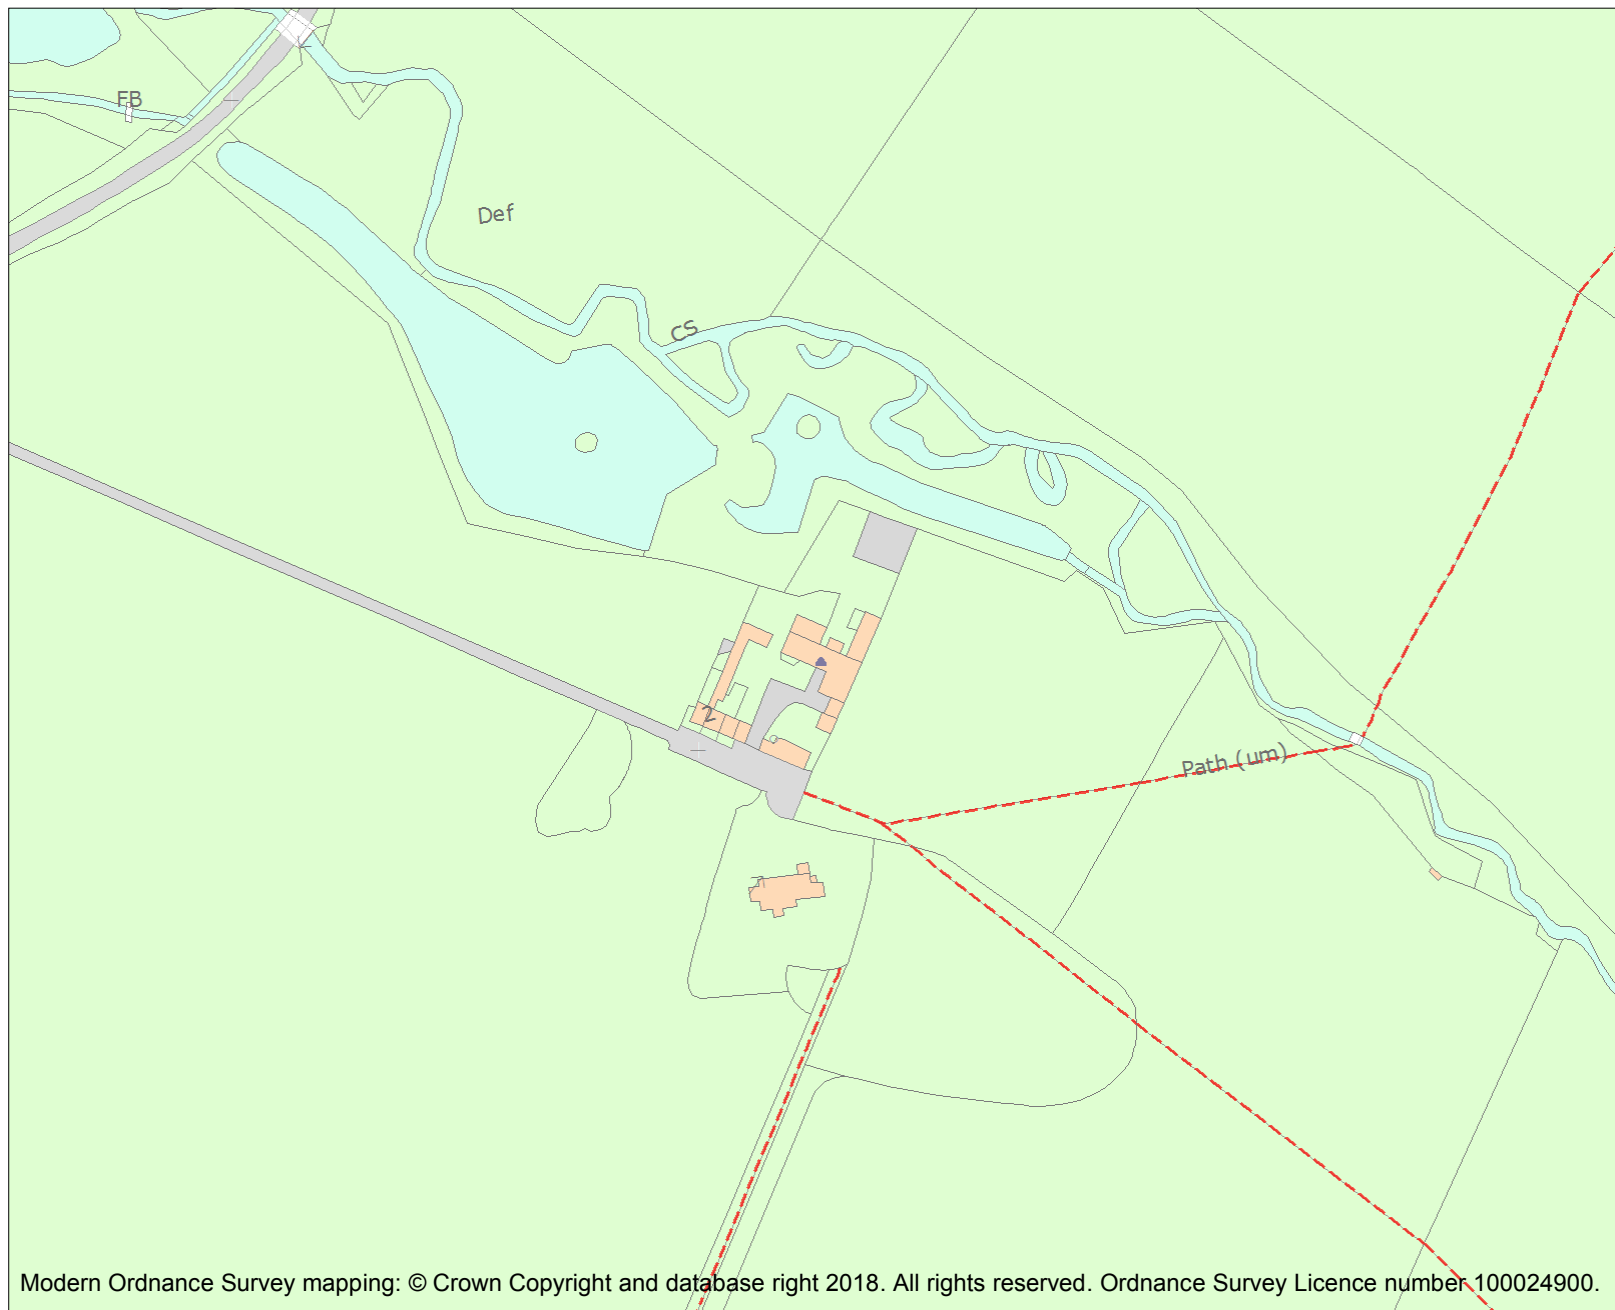 FB
Def
CS
2
Path (um)
Modern Ordnance Survey mapping: © Crown Copyright and database right 2018. All rights reserved. Ordnance Survey Licence number 100024900.